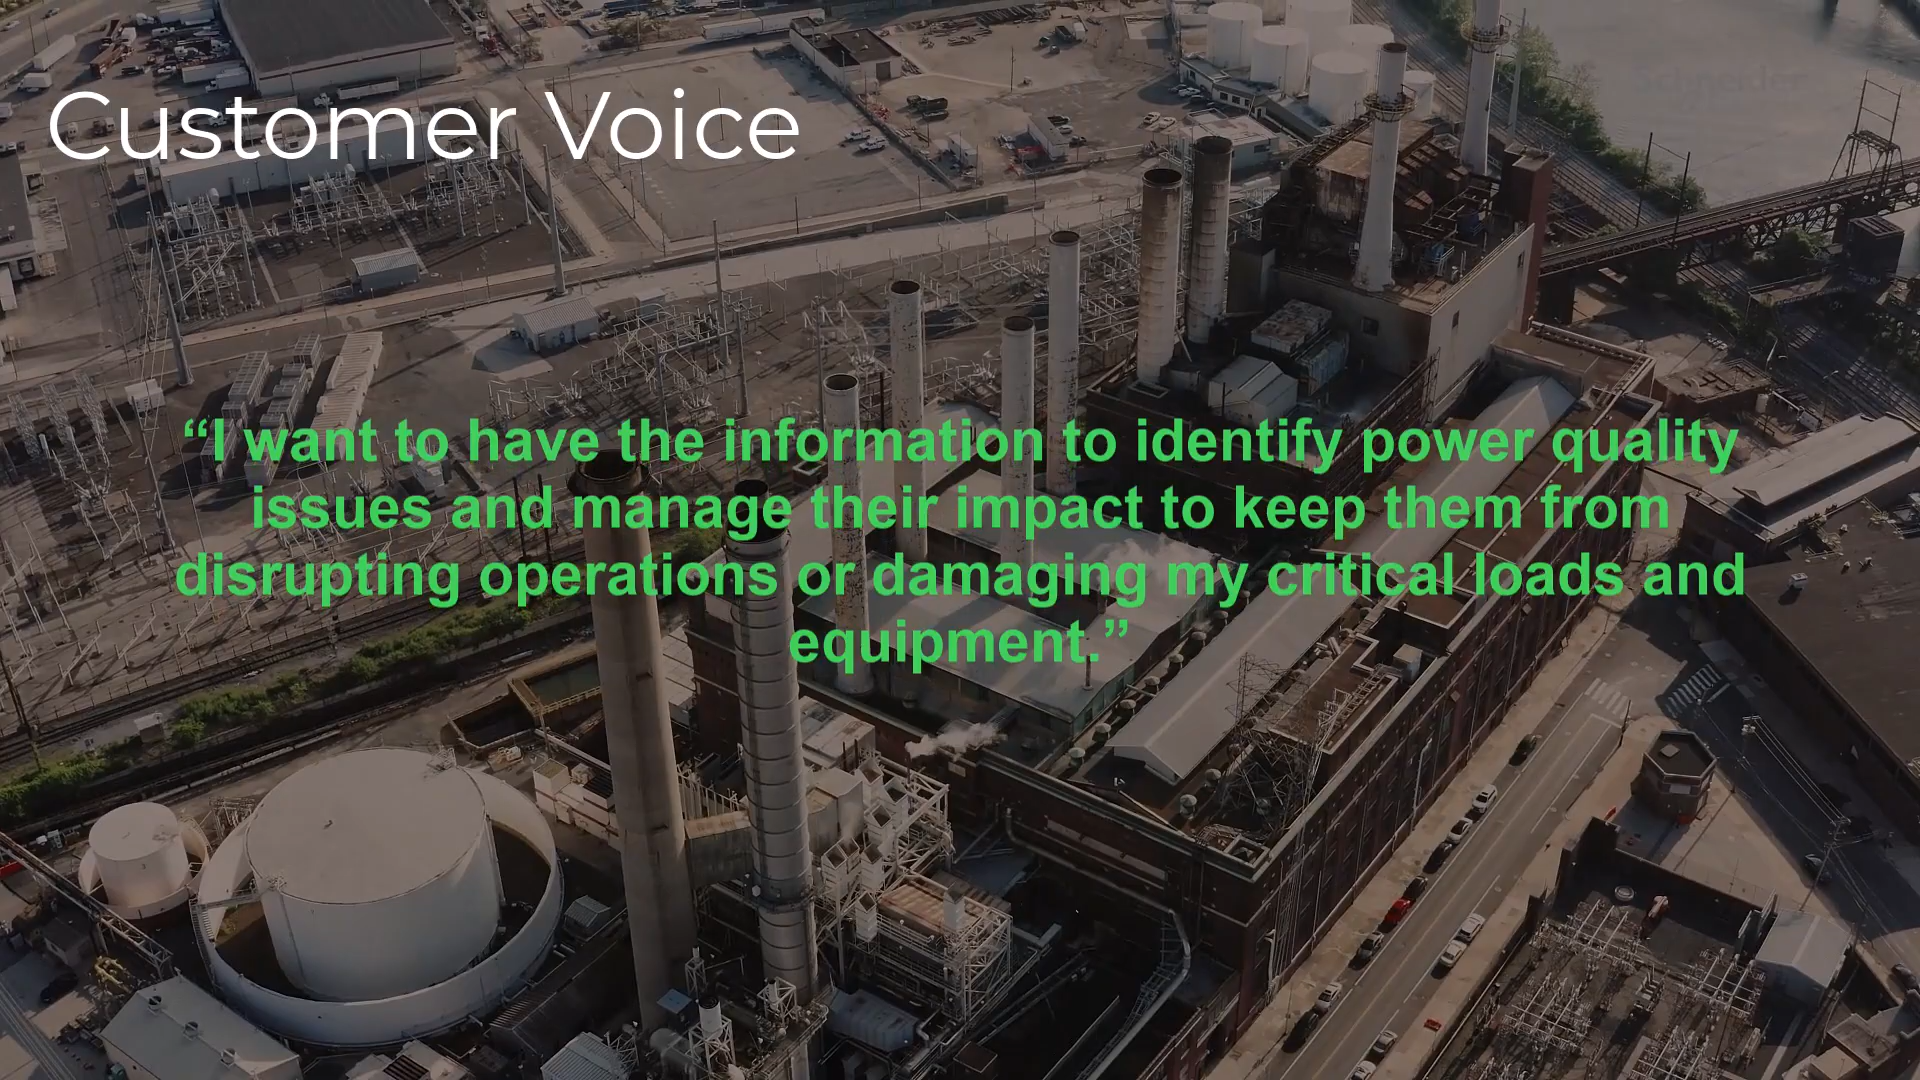 Schneider
Customer Voice
“I want to have the information to identify power quality
issues and manage their impact to keep them from
disrupting operations or damaging my critical loads and
equipment.”